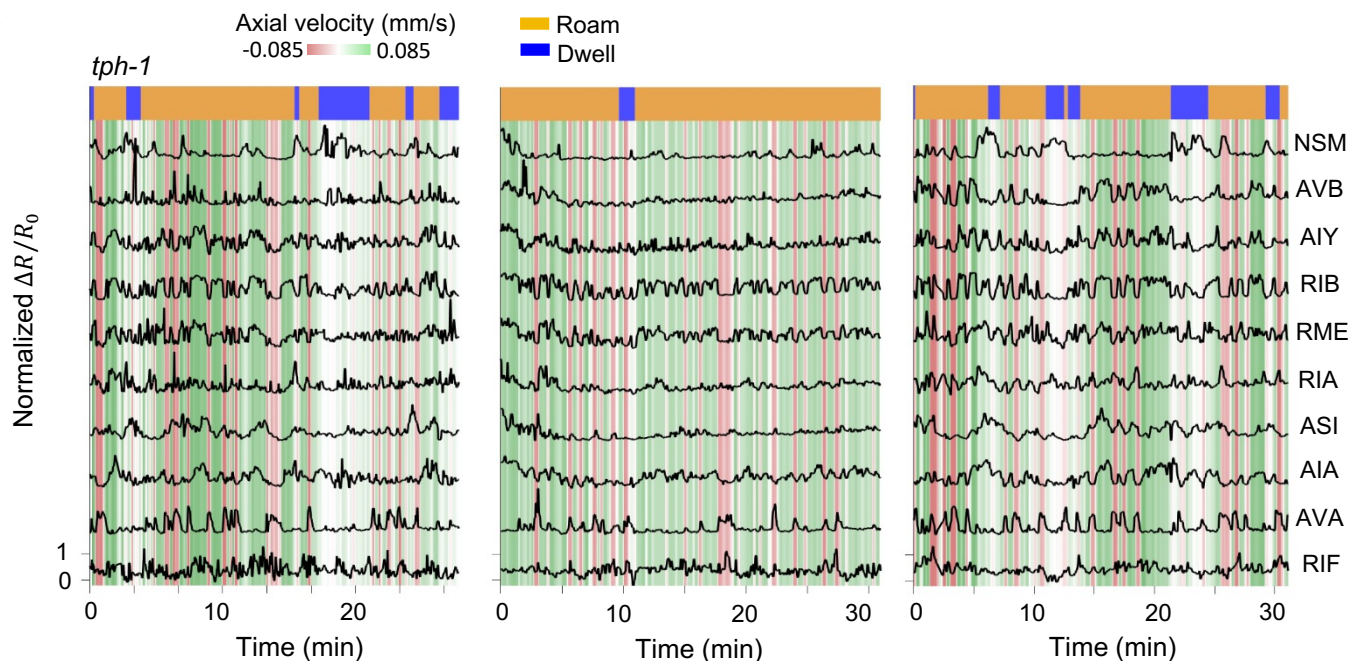 Axial velocity (mm/s)
-0.085 0.085
Roam
Dwell
tph-1
NSM
AVB
AIY
RIB
RME
RIA
ASI
AIA
AVA
RIF
Normalized ΔR/R₀
1
0
0 10 20
0 10 20 30
0 10 20 30
Time (min)
Time (min)
Time (min)